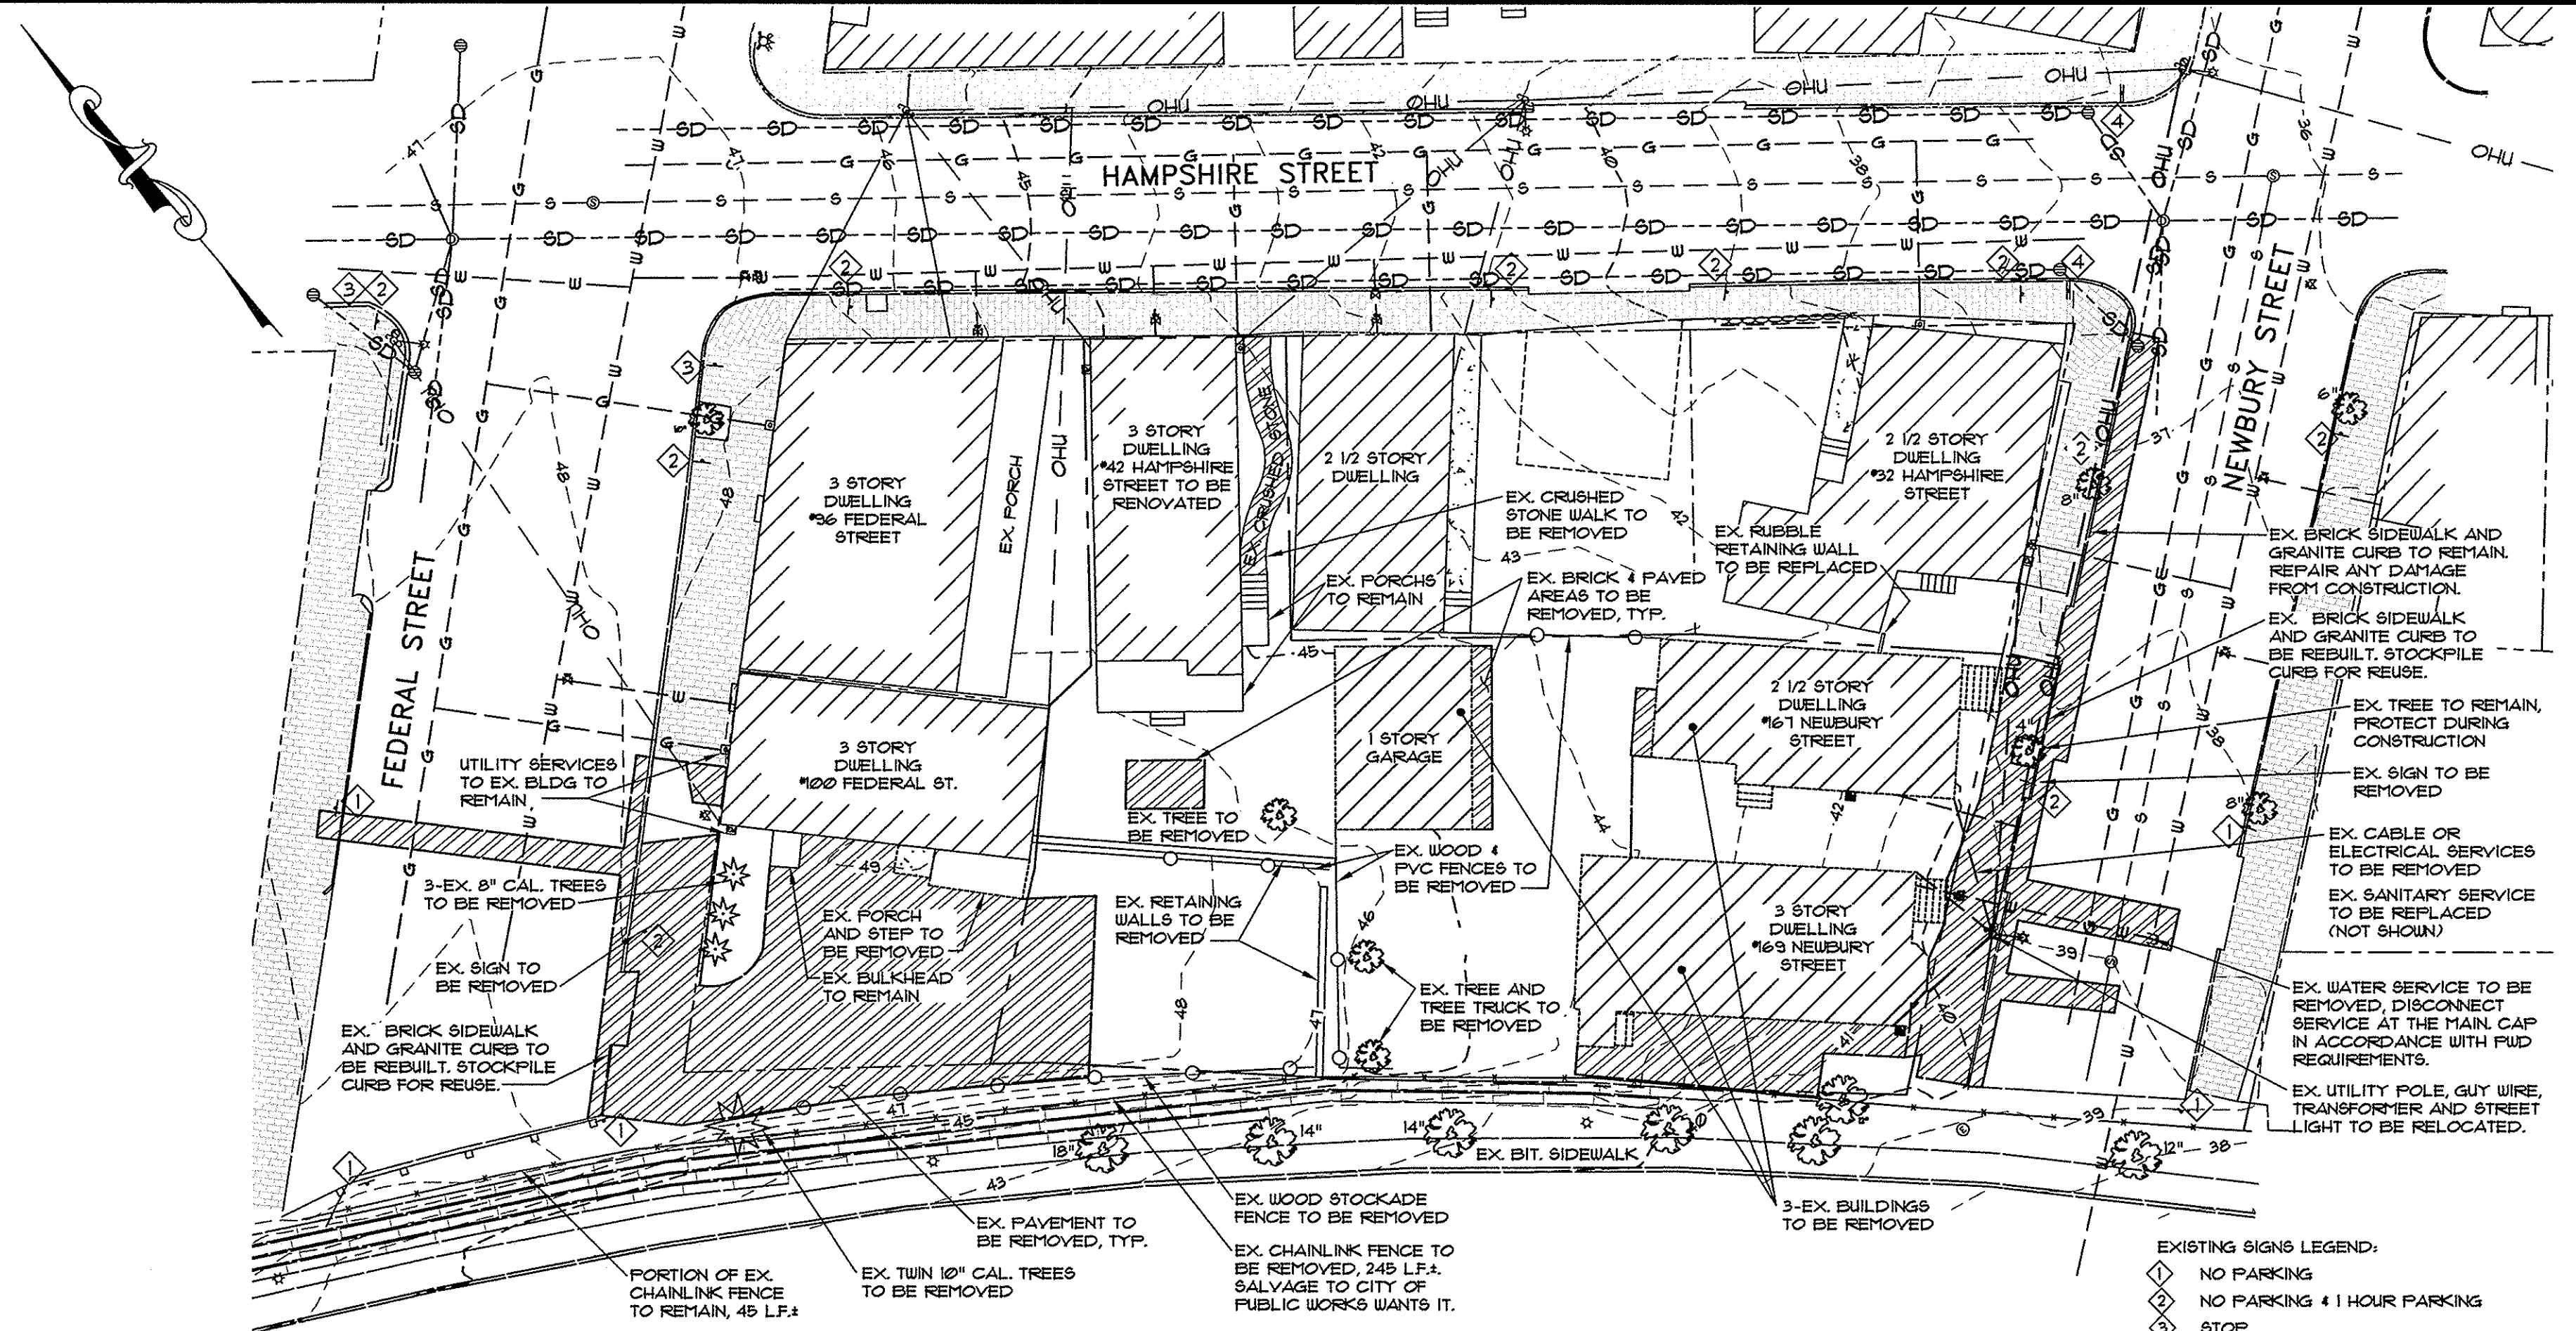 HAMPSHIRE STREET
FEDERAL STREET
NEWBURY STREET
3 STORY
DWELLING
#96 FEDERAL
STREET
EX. PORCH
OHU
3 STORY
DWELLING
#42 HAMPSHIRE
STREET TO BE
RENOVATED
EX. CRUSHED STONE
2 1/2 STORY
DWELLING
2 1/2 STORY
DWELLING
#32 HAMPSHIRE
STREET
EX. CRUSHED
STONE WALK TO
BE REMOVED
EX. RUBBLE
RETAINING WALL
TO BE REPLACED
EX. PORCHS
TO REMAIN
EX. BRICK & PAVED
AREAS TO BE
REMOVED, TYP.
EX. BRICK SIDEWALK AND
GRANITE CURB TO REMAIN.
REPAIR ANY DAMAGE
FROM CONSTRUCTION.
EX. BRICK SIDEWALK
AND GRANITE CURB TO
BE REBUILT. STOCKPILE
CURB FOR REUSE.
EX. TREE TO REMAIN,
PROTECT DURING
CONSTRUCTION
EX. SIGN TO BE
REMOVED
EX. CABLE OR
ELECTRICAL SERVICES
TO BE REMOVED
EX. SANITARY SERVICE
TO BE REPLACED
(NOT SHOWN)
EX. WATER SERVICE TO BE
REMOVED, DISCONNECT
SERVICE AT THE MAIN. CAP
IN ACCORDANCE WITH PWD
REQUIREMENTS.
EX. UTILITY POLE, GUY WIRE,
TRANSFORMER AND STREET
LIGHT TO BE RELOCATED.
3 STORY
DWELLING
#100 FEDERAL ST.
1 STORY
GARAGE
2 1/2 STORY
DWELLING
#167 NEWBURY
STREET
3 STORY
DWELLING
#169 NEWBURY
STREET
UTILITY SERVICES
TO EX. BLDG TO
REMAIN
EX. TREE TO
BE REMOVED
EX. WOOD &
PVC FENCES TO
BE REMOVED
3-EX. 8" CAL. TREES
TO BE REMOVED
EX. PORCH
AND STEP TO
BE REMOVED
EX. BULKHEAD
TO REMAIN
EX. RETAINING
WALLS TO BE
REMOVED
EX. TREE AND
TREE TRUCK TO
BE REMOVED
EX. SIGN TO
BE REMOVED
EX. BRICK SIDEWALK
AND GRANITE CURB TO
BE REBUILT. STOCKPILE
CURB FOR REUSE.
18"
14"
14"
12"
EX. BIT. SIDEWALK
PORTION OF EX.
CHAINLINK FENCE
TO REMAIN, 45 L.F.±
EX. TWIN 10" CAL. TREES
TO BE REMOVED
EX. PAVEMENT TO
BE REMOVED, TYP.
EX. WOOD STOCKADE
FENCE TO BE REMOVED
EX. CHAINLINK FENCE TO
BE REMOVED, 245 L.F.±.
SALVAGE TO CITY OF
PUBLIC WORKS WANTS IT.
3-EX. BUILDINGS
TO BE REMOVED
EXISTING SIGNS LEGEND:
1 NO PARKING
2 NO PARKING & 1 HOUR PARKING
3 STOP